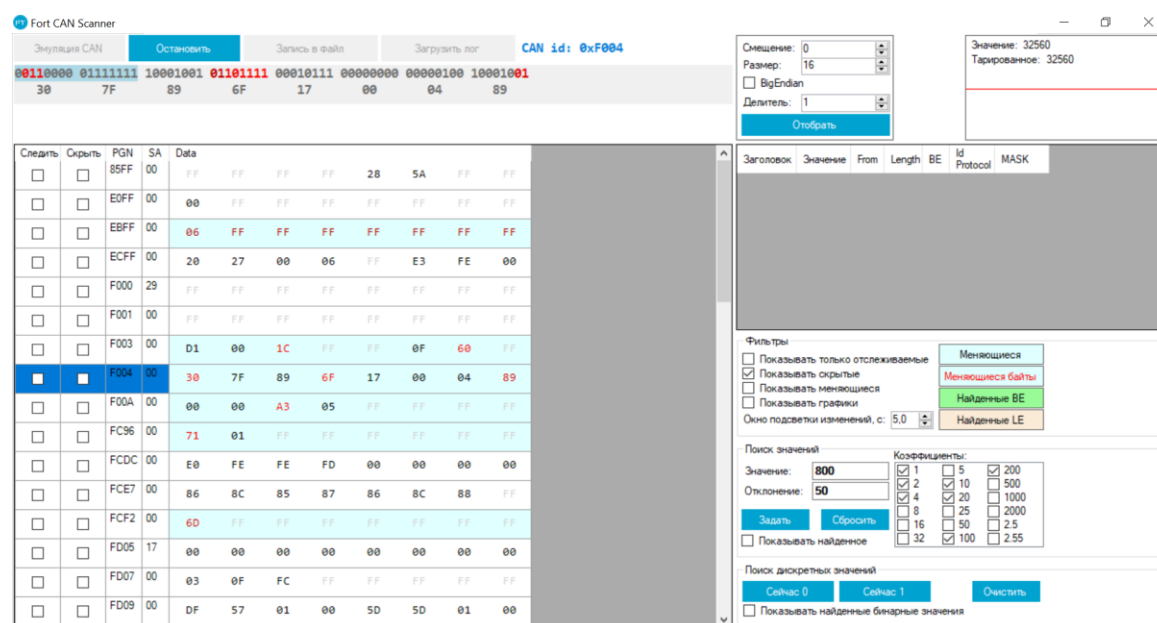 PT Fort CAN Scanner
Эмуляция CAN Остановить Запись в файл Загрузить лог CAN id: 0xF004
00110000 01111111 10001001 01101111 00010111 00000000 00000100 10001001
30 7F 89 6F 17 00 04 89
Смещение: 0
Размер: 16
BigEndian
Делитель: 1
Отобрать
Значение: 32560
Тарированное: 32560
Следить Скрыть PGN SA Data
85FF 00 FF FF FF FF 28 5A FF FF
E0FF 00 00 FF FF FF FF FF FF FF
EBFF 00 06 FF FF FF FF FF FF FF
ECFF 00 20 27 00 06 FF E3 FE 00
F000 29 FF FF FF FF FF FF FF FF
F001 00 FF FF FF FF FF FF FF FF
F003 00 D1 00 1C FF FF 0F 60 FF
F004 00 30 7F 89 6F 17 00 04 89
F00A 00 00 00 A3 05 FF FF FF FF
FC96 00 71 01 FF FF FF FF FF FF
FCDC 00 E0 FE FE FD 00 00 00 00
FCE7 00 86 8C 85 87 86 8C 88 FF
FCF2 00 6D FF FF FF FF FF FF FF
FD05 17 00 00 00 00 00 00 00 00
FD07 00 03 0F FC FF FF FF FF FF
FD09 00 DF 57 01 00 5D 5D 01 00
Заголовок Значение From Length BE Id Protocol MASK
Фильтры
Показывать только отслеживаемые
Показывать скрытые
Показывать меняющиеся
Показывать графики
Окно подсветки изменений, с: 5,0
Меняющиеся
Меняющиеся байты
Найденные BE
Найденные LE
Поиск значений
Значение: 800
Отклонение: 50
Задать Сбросить
Показывать найденное
Коэффициенты:
1 5 200
2 10 500
4 20 1000
8 25 2000
16 50 2.5
32 100 2.55
Поиск дискретных значений
Сейчас 0 Сейчас 1 Очистить
Показывать найденные бинарные значения